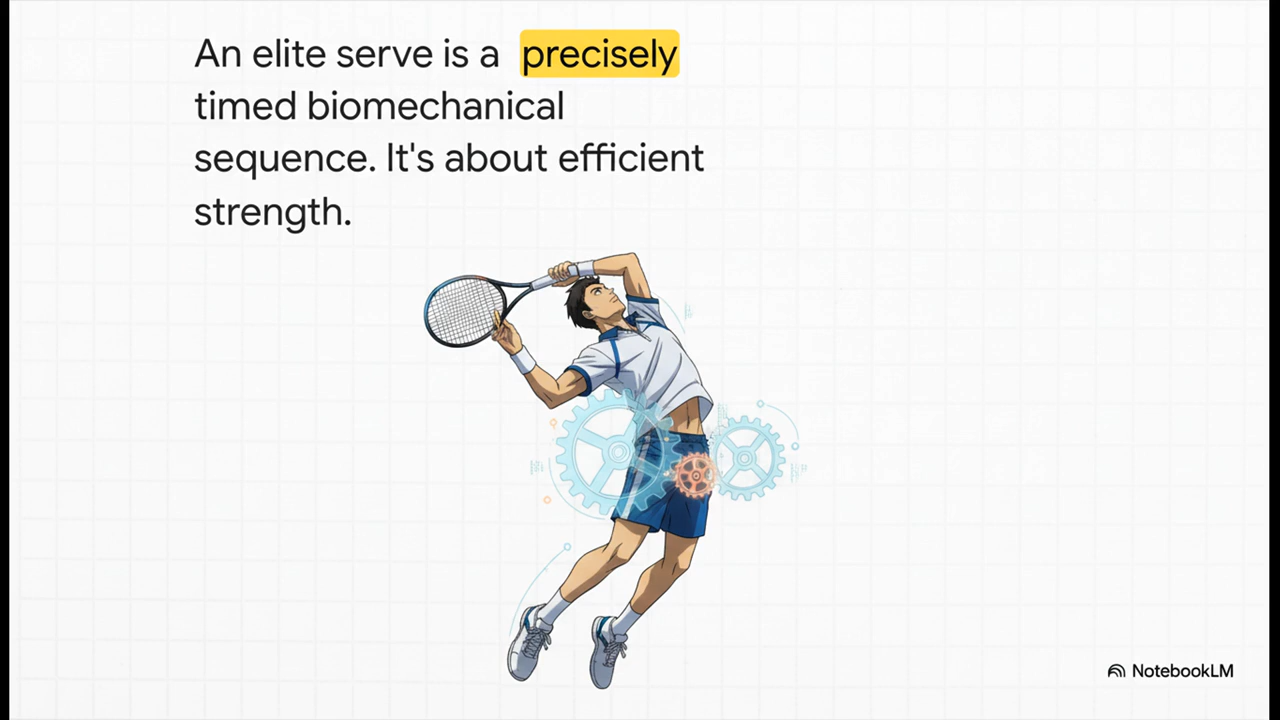 An elite serve is a precisely
timed biomechanical
sequence. It's about efficient
strength.
NotebookLM